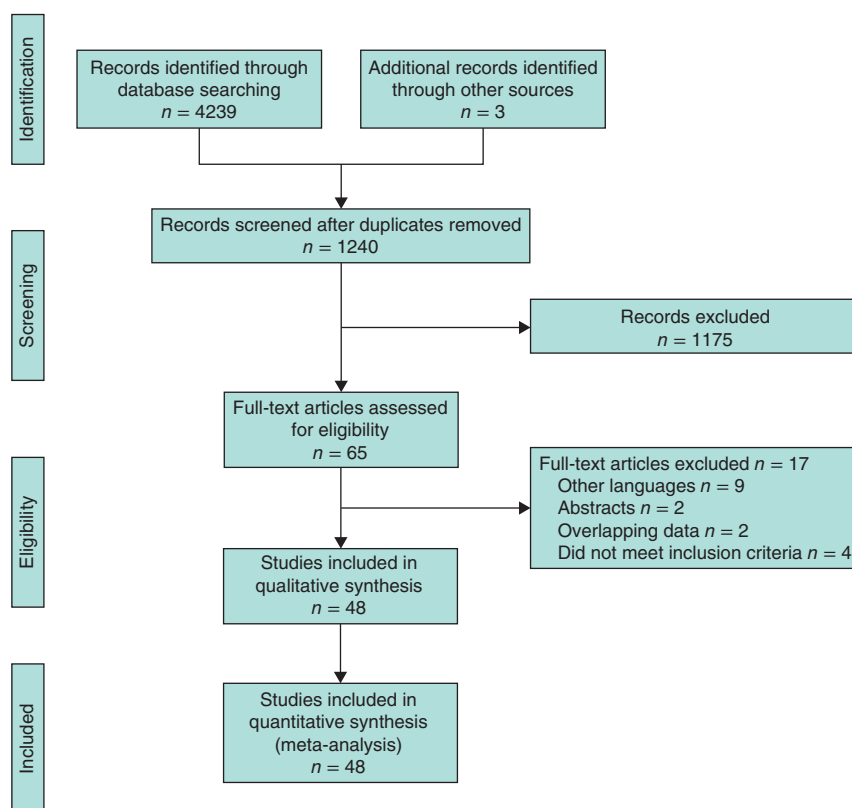 Identification
Records identified through
database searching
n = 4239
Additional records identified
through other sources
n = 3
Records screened after duplicates removed
n = 1240
Screening
Records excluded
n = 1175
Full-text articles assessed
for eligibility
n = 65
Eligibility
Full-text articles excluded n = 17
Other languages n = 9
Abstracts n = 2
Overlapping data n = 2
Did not meet inclusion criteria n = 4
Studies included in
qualitative synthesis
n = 48
Included
Studies included in
quantitative synthesis
(meta-analysis)
n = 48